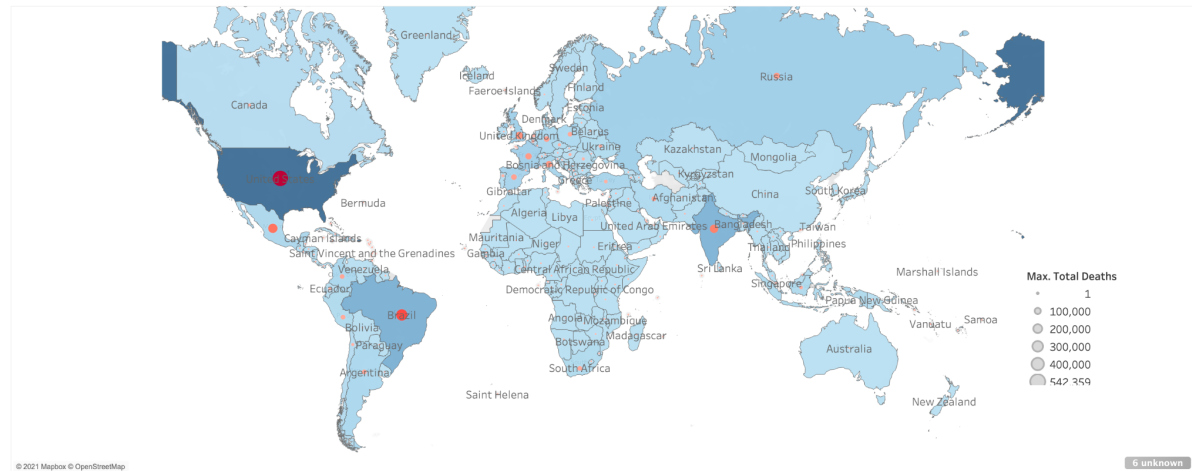 Greenland
Iceland
Sweden
Faeroe Islands
Finland
Russia
Canada
Estonia
Denmark
United Kingdom
Belarus
Ukraine
Kazakhstan
Mongolia
Bosnia and Herzegovina
Kyrgyzstan
Gibraltar
Greece
China
South Korea
Bermuda
Palestine
Afghanistan
Algeria
Libya
United Arab Emirates
Bangladesh
Taiwan
Cayman Islands
Mauritania
Niger
Eritrea
Thailand
Philippines
Saint Vincent and the Grenadines
Gambia
Venezuela
Central African Republic
Sri Lanka
Marshall Islands
Ecuador
Democratic Republic of Congo
Singapore
Papua New Guinea
Brazil
Angola
Mozambique
Vanuatu
Samoa
Bolivia
Madagascar
Paraguay
Botswana
Australia
Argentina
South Africa
Saint Helena
New Zealand
Max. Total Deaths
1
100,000
200,000
300,000
400,000
542,359
© 2021 Mapbox © OpenStreetMap
6 unknown